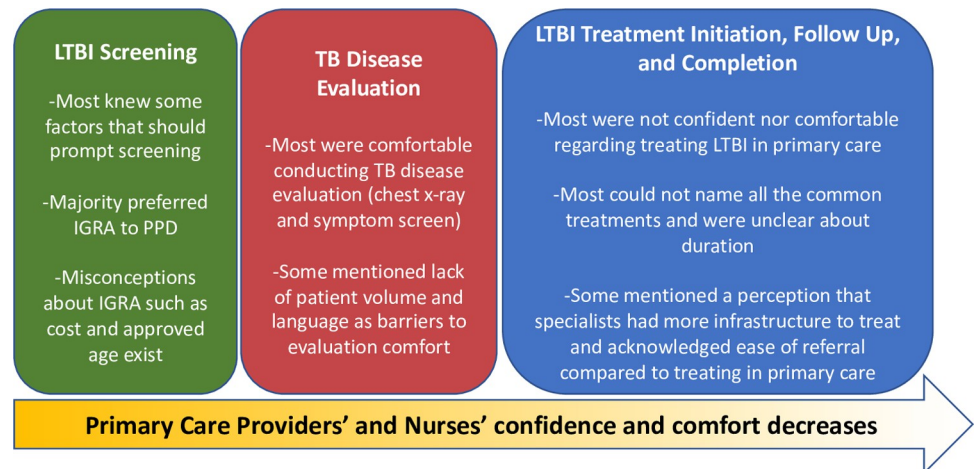 LTBI Screening
-Most knew some
factors that should
prompt screening
-Majority preferred
IGRA to PPD
-Misconceptions
about IGRA such as
cost and approved
age exist
TB Disease
Evaluation
-Most were comfortable
conducting TB disease
evaluation (chest x-ray
and symptom screen)
-Some mentioned lack
of patient volume and
language as barriers to
evaluation comfort
LTBI Treatment Initiation, Follow Up,
and Completion
-Most were not confident nor comfortable
regarding treating LTBI in primary care
-Most could not name all the common
treatments and were unclear about
duration
-Some mentioned a perception that
specialists had more infrastructure to treat
and acknowledged ease of referral
compared to treating in primary care
Primary Care Providers’ and Nurses’ confidence and comfort decreases